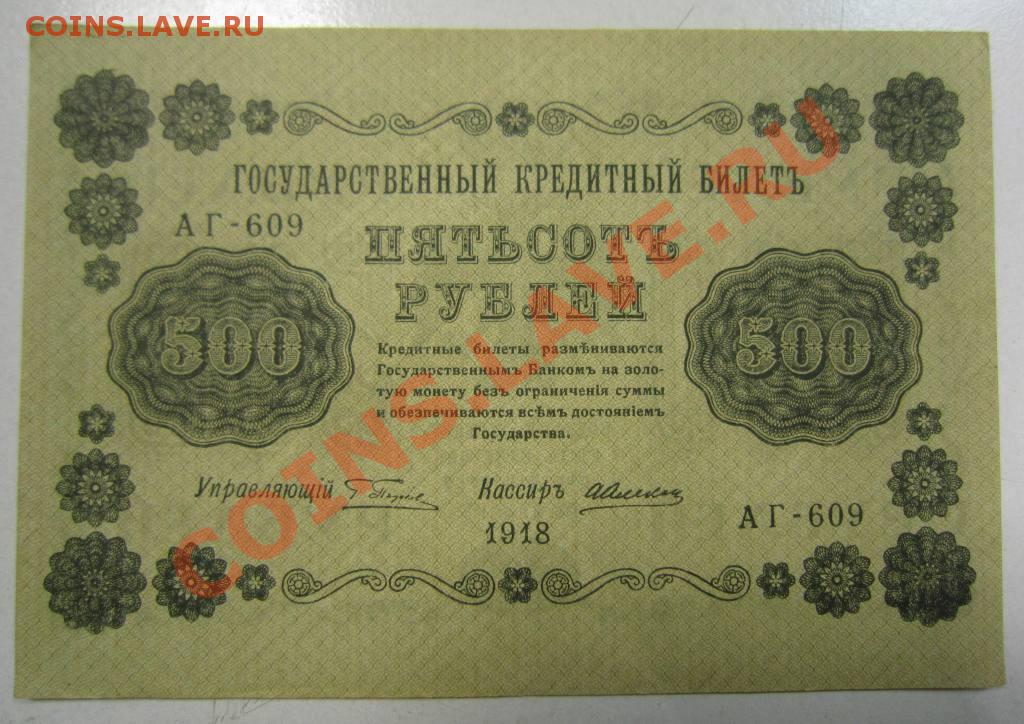 COINS.LAVE.RU
ГОСУДАРСТВЕННЫЙ КРЕДИТНЫЙ БИЛЕТЪ
АГ-609
ПЯТЬСОТЪ
РУБЛЕЙ
500
500
Кредитные билеты размѣниваются
Государственнымъ Банкомъ на золо-
тую монету безъ ограниченія суммы
и обезпечиваются всѣмъ достояніемъ
Государства.
Управляющій
Кассиръ
1918
АГ-609
COINS.LAVE.RU